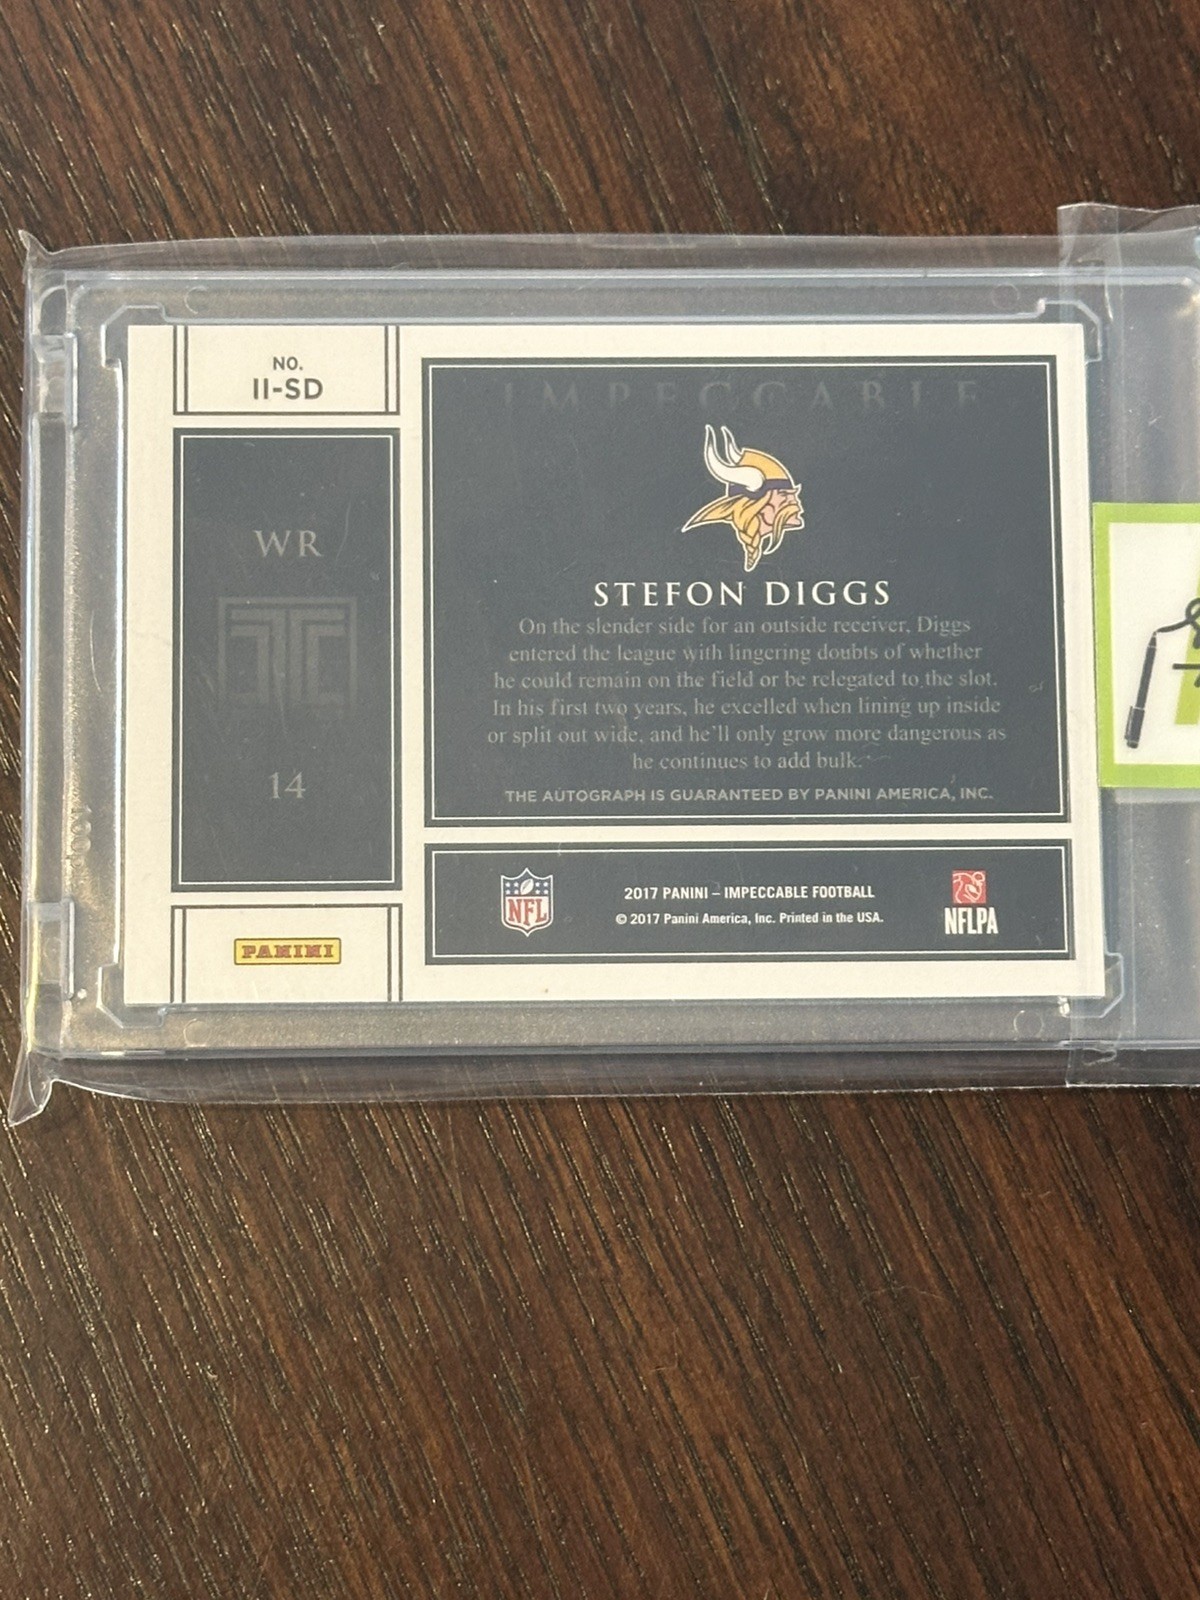 NO.
II-SD
WR
14
PANINI
IMPECCABLE
STEFON DIGGS
On the slender side for an outside receiver, Diggs
entered the league with lingering doubts of whether
he could remain on the field or be relegated to the slot.
In his first two years, he excelled when lining up inside
or split out wide, and he'll only grow more dangerous as
he continues to add bulk.
THE AUTOGRAPH IS GUARANTEED BY PANINI AMERICA, INC.
NFL
2017 PANINI – IMPECCABLE FOOTBALL
© 2017 Panini America, Inc. Printed in the USA.
NFLPA